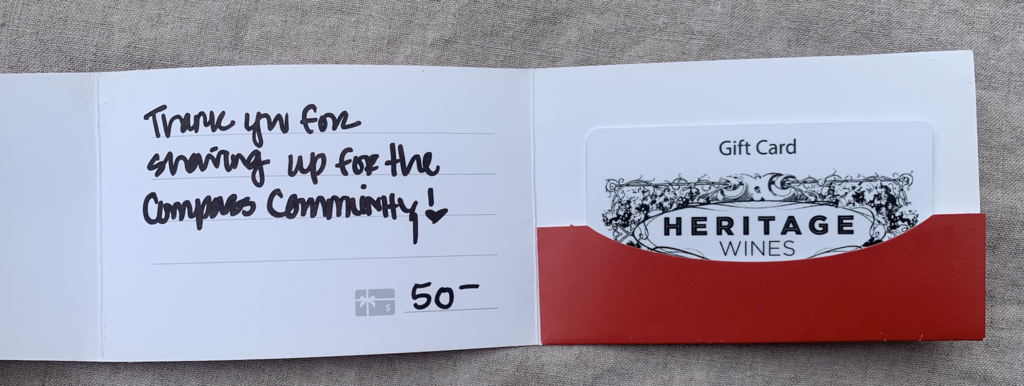 Thank you for
showing up for the
Compass Community!
$ 50-
Gift Card
HERITAGE
WINES